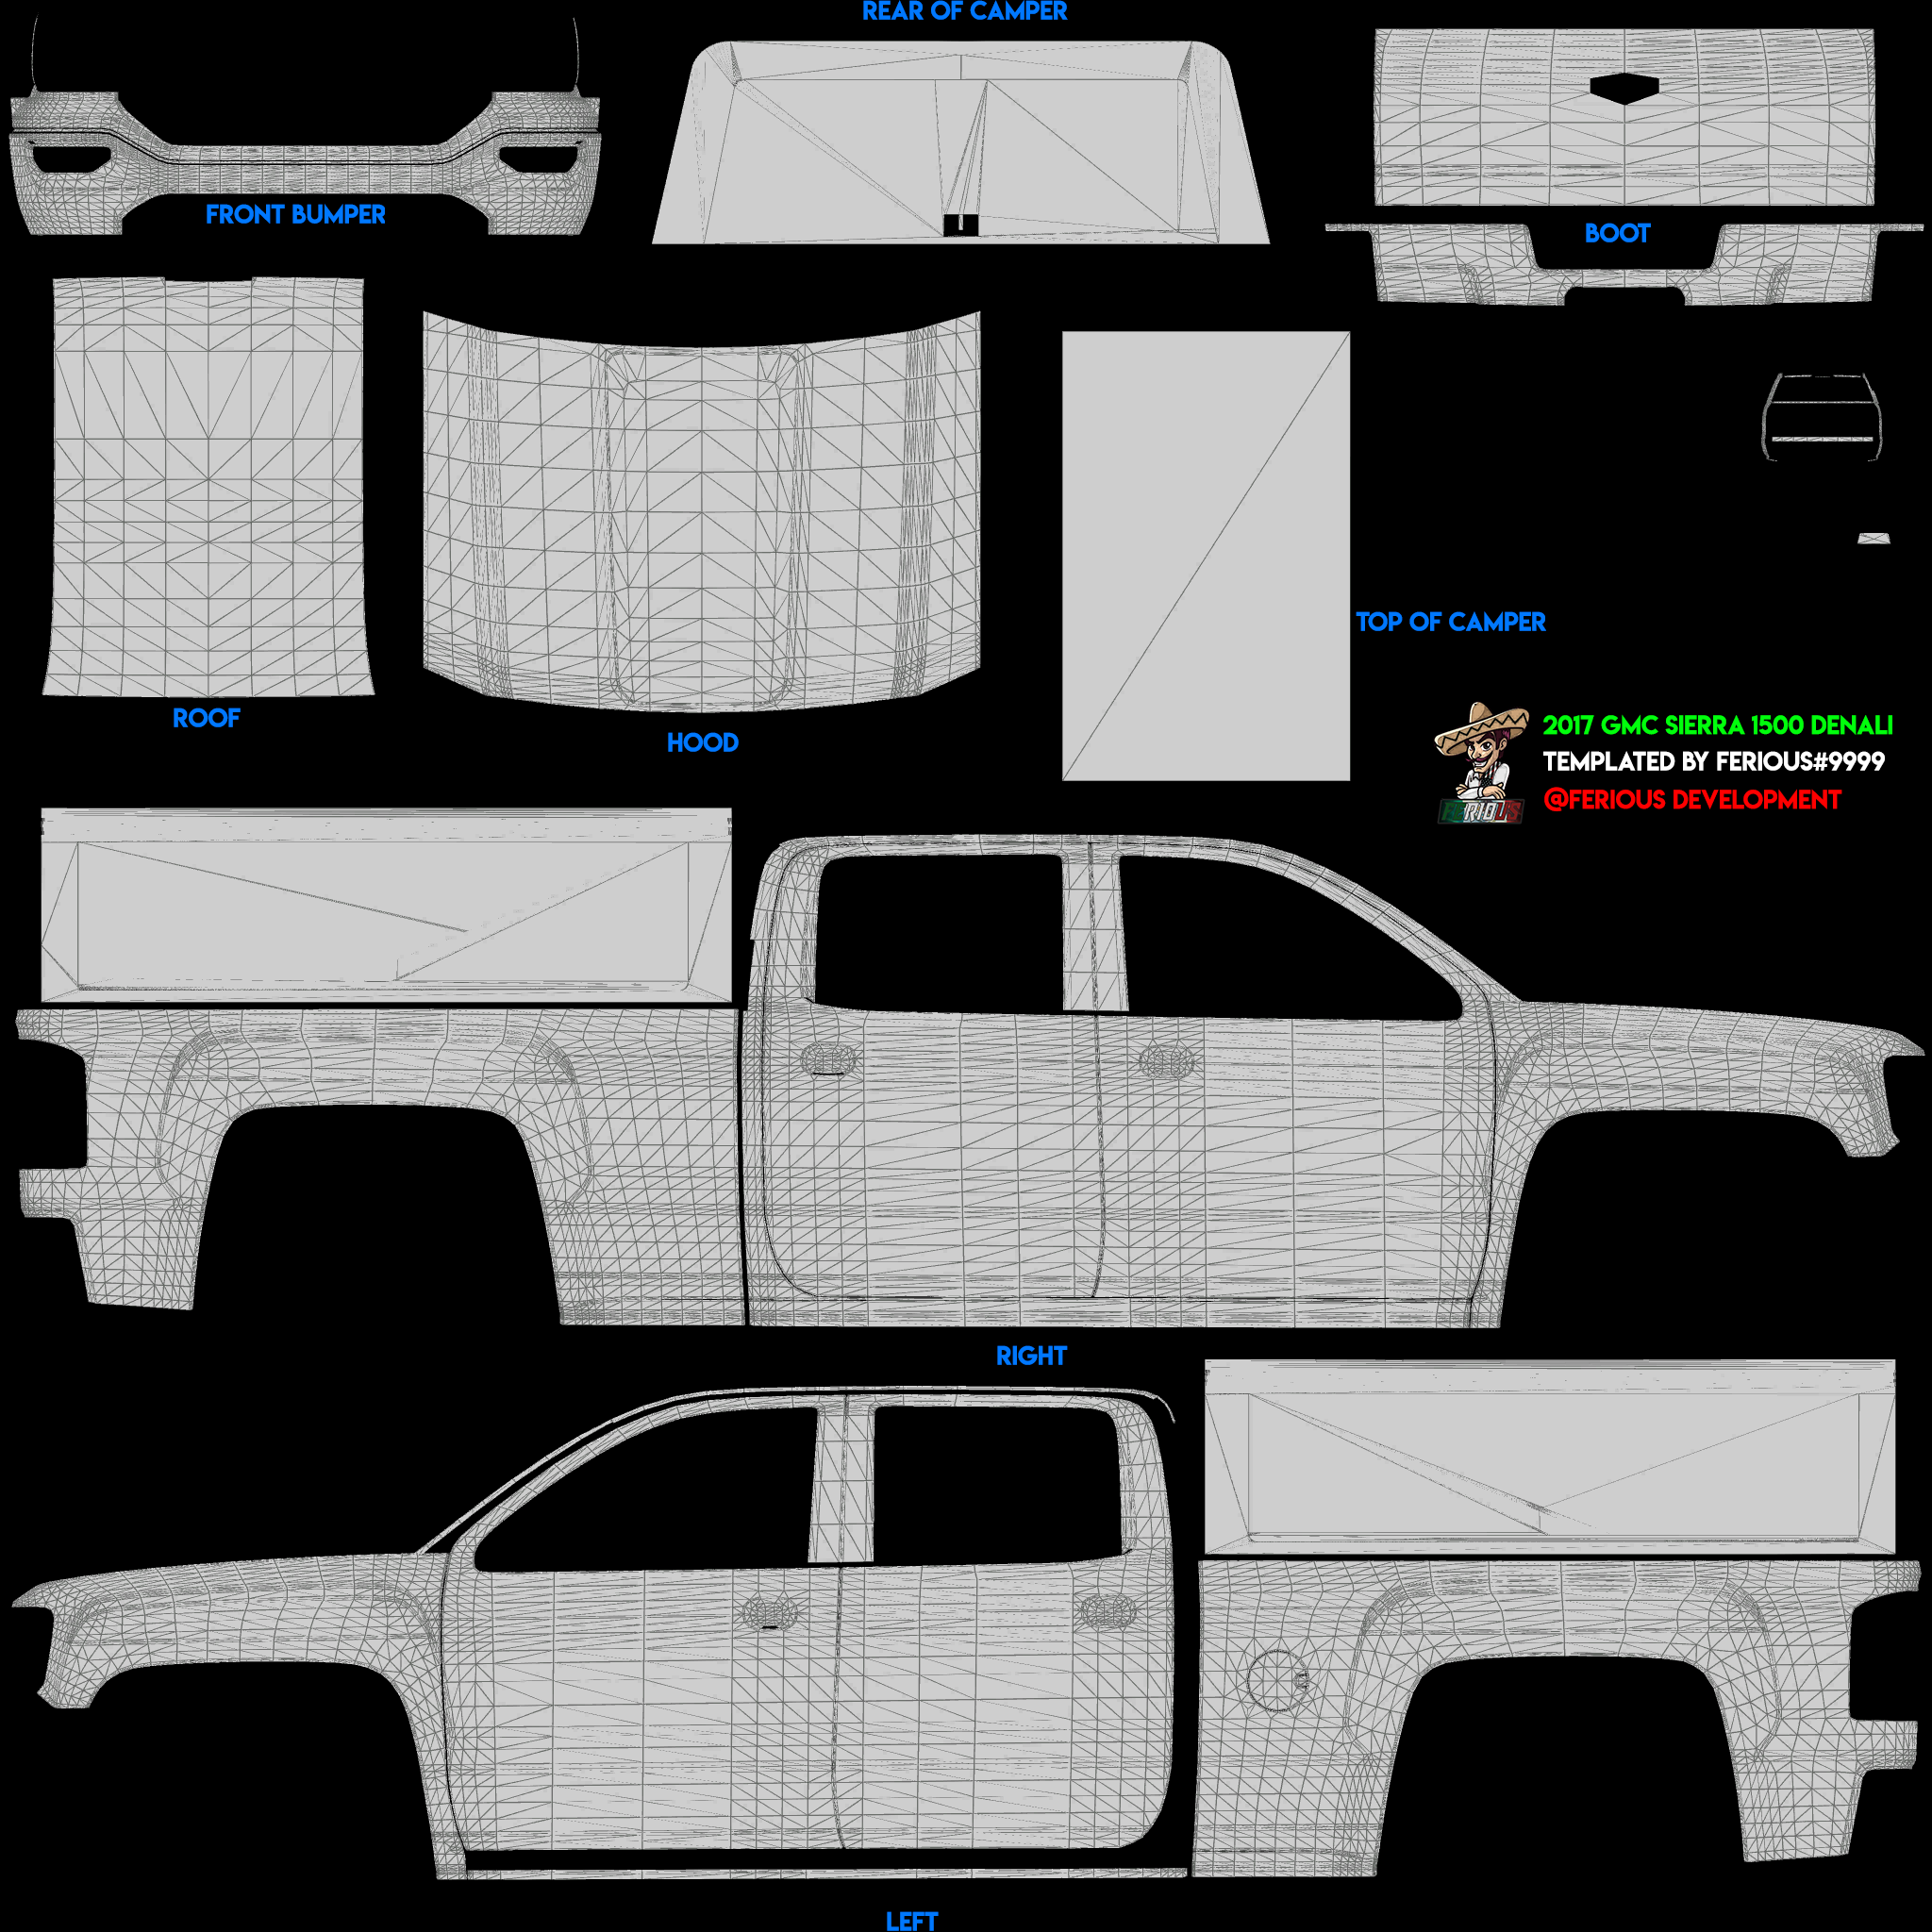 REAR OF CAMPER
FRONT BUMPER
BOOT
TOP OF CAMPER
ROOF
HOOD
2017 GMC SIERRA 1500 DENALI
TEMPLATED BY FERIOUS#9999
@FERIOUS DEVELOPMENT
FERIOUS
RIGHT
LEFT